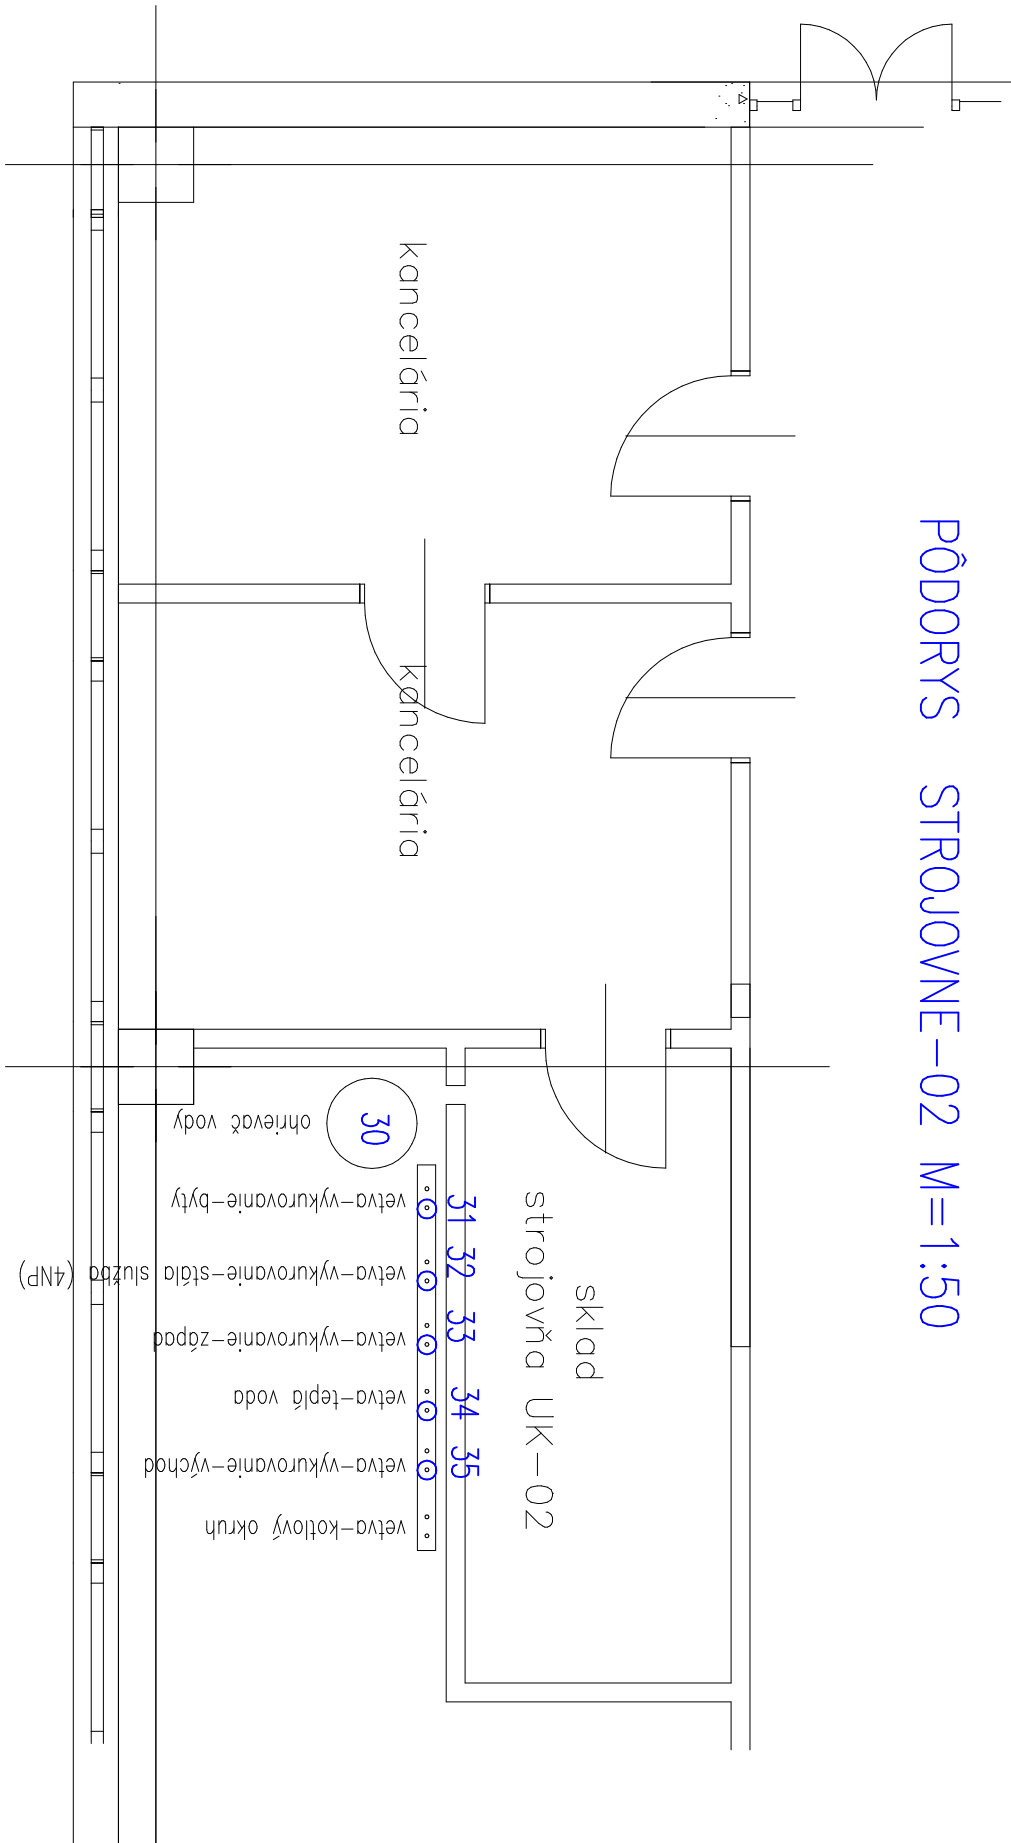 PÔDORYS STROJOVNE-02 M=1:50
kancelária
kancelária
sklad
strojovňa UK-02
30
ohrievač vody
31
vetva-vykurovanie-byty
32
vetva-vykurovanie-stála služba (4NP)
33
vetva-vykurovanie-západ
34
vetva-teplá voda
35
vetva-vykurovanie-východ
vetva-kotlový okruh